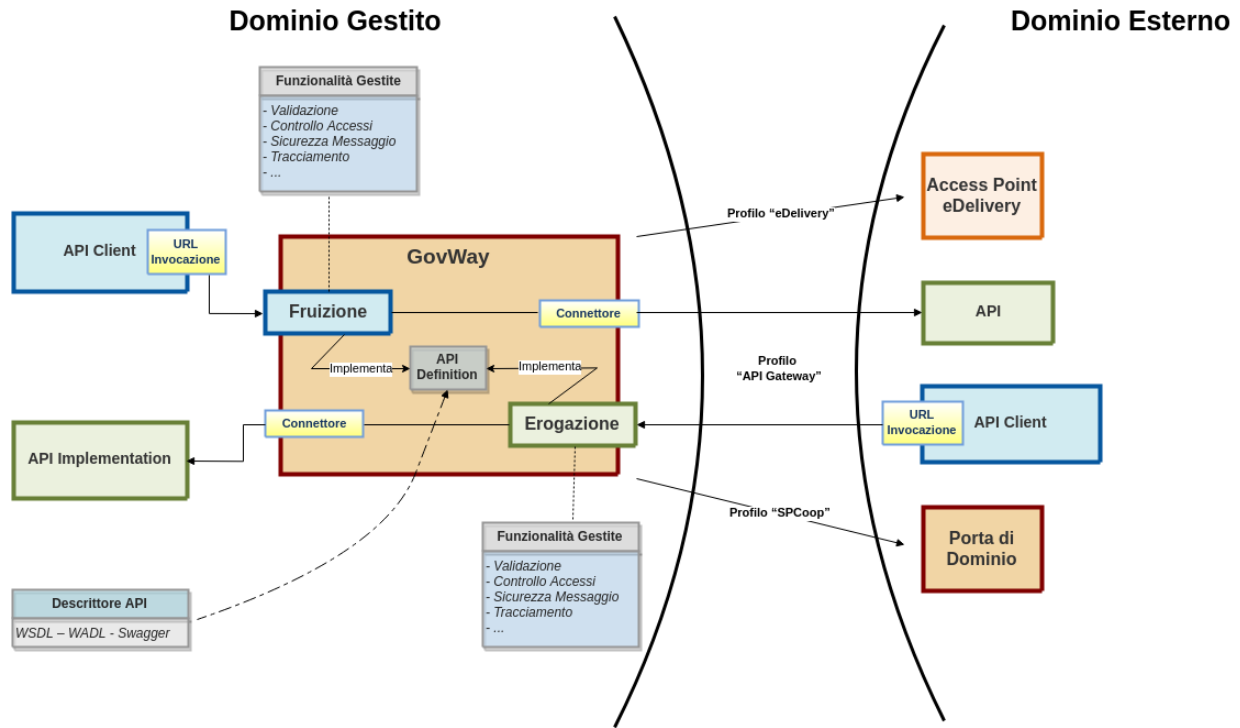 Dominio Gestito
Dominio Esterno
Funzionalità Gestite
- Validazione
- Controllo Accessi
- Sicurezza Messaggio
- Tracciamento
- ...
Access Point
eDelivery
Profilo “eDelivery”
API Client
URL
Invocazione
GovWay
Fruizione
Connettore
API
API
Definition
Implementa
Implementa
Profilo
“API Gateway”
Connettore
Erogazione
URL
Invocazione
API Client
API Implementation
Profilo “SPCoop”
Porta di
Dominio
Funzionalità Gestite
- Validazione
- Controllo Accessi
- Sicurezza Messaggio
- Tracciamento
- ...
Descrittore API
WSDL – WADL - Swagger